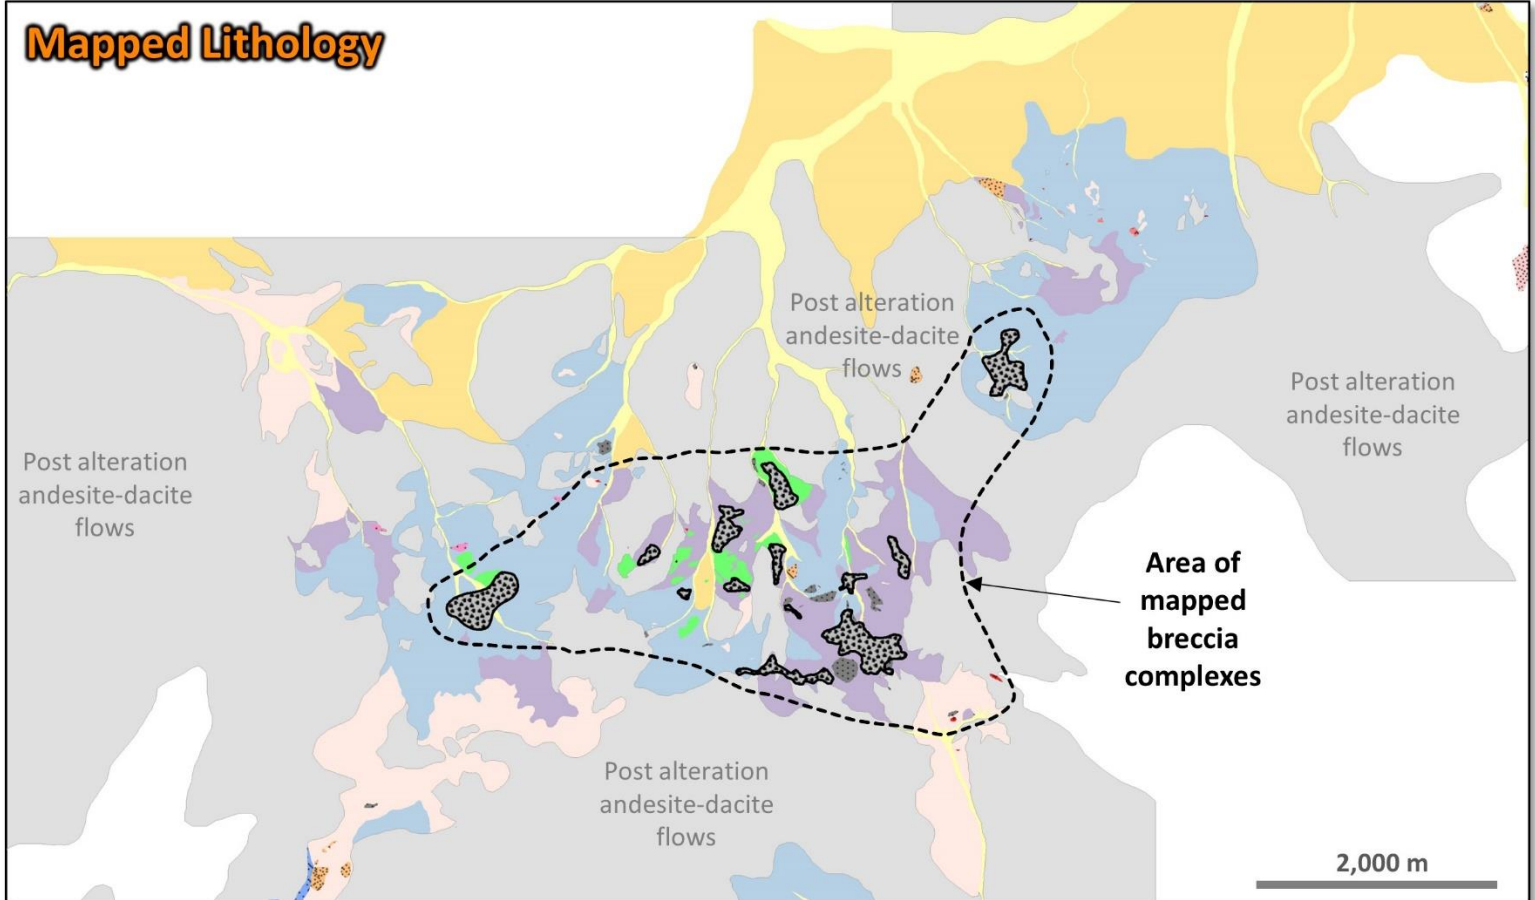 Mapped Lithology
Post alteration
andesite-dacite
flows
Post alteration
andesite-dacite
flows
Post alteration
andesite-dacite
flows
Area of
mapped
breccia
complexes
Post alteration
andesite-dacite
flows
2,000 m